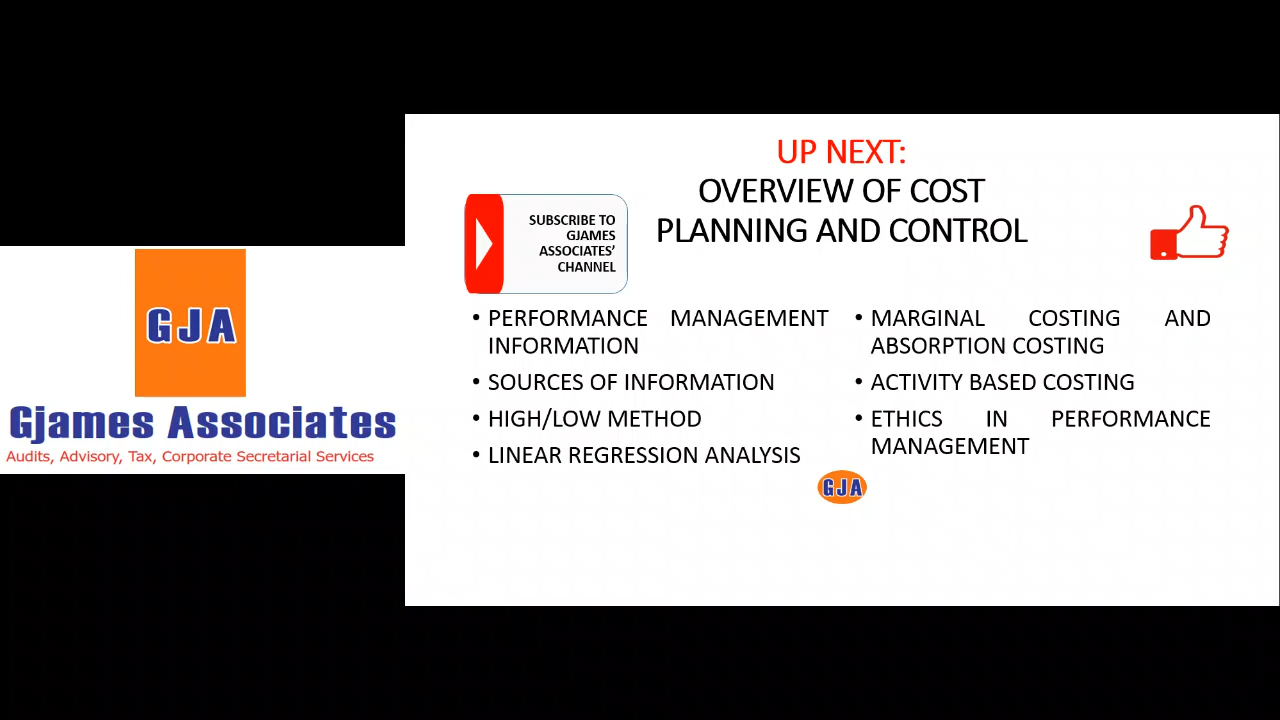 GJA
Gjames Associates
Audits, Advisory, Tax, Corporate Secretarial Services
UP NEXT:
OVERVIEW OF COST
PLANNING AND CONTROL
SUBSCRIBE TO
GJAMES
ASSOCIATES'
CHANNEL
• PERFORMANCE MANAGEMENT
INFORMATION
• SOURCES OF INFORMATION
• HIGH/LOW METHOD
• LINEAR REGRESSION ANALYSIS
• MARGINAL COSTING AND
ABSORPTION COSTING
• ACTIVITY BASED COSTING
• ETHICS IN PERFORMANCE
MANAGEMENT
GJA